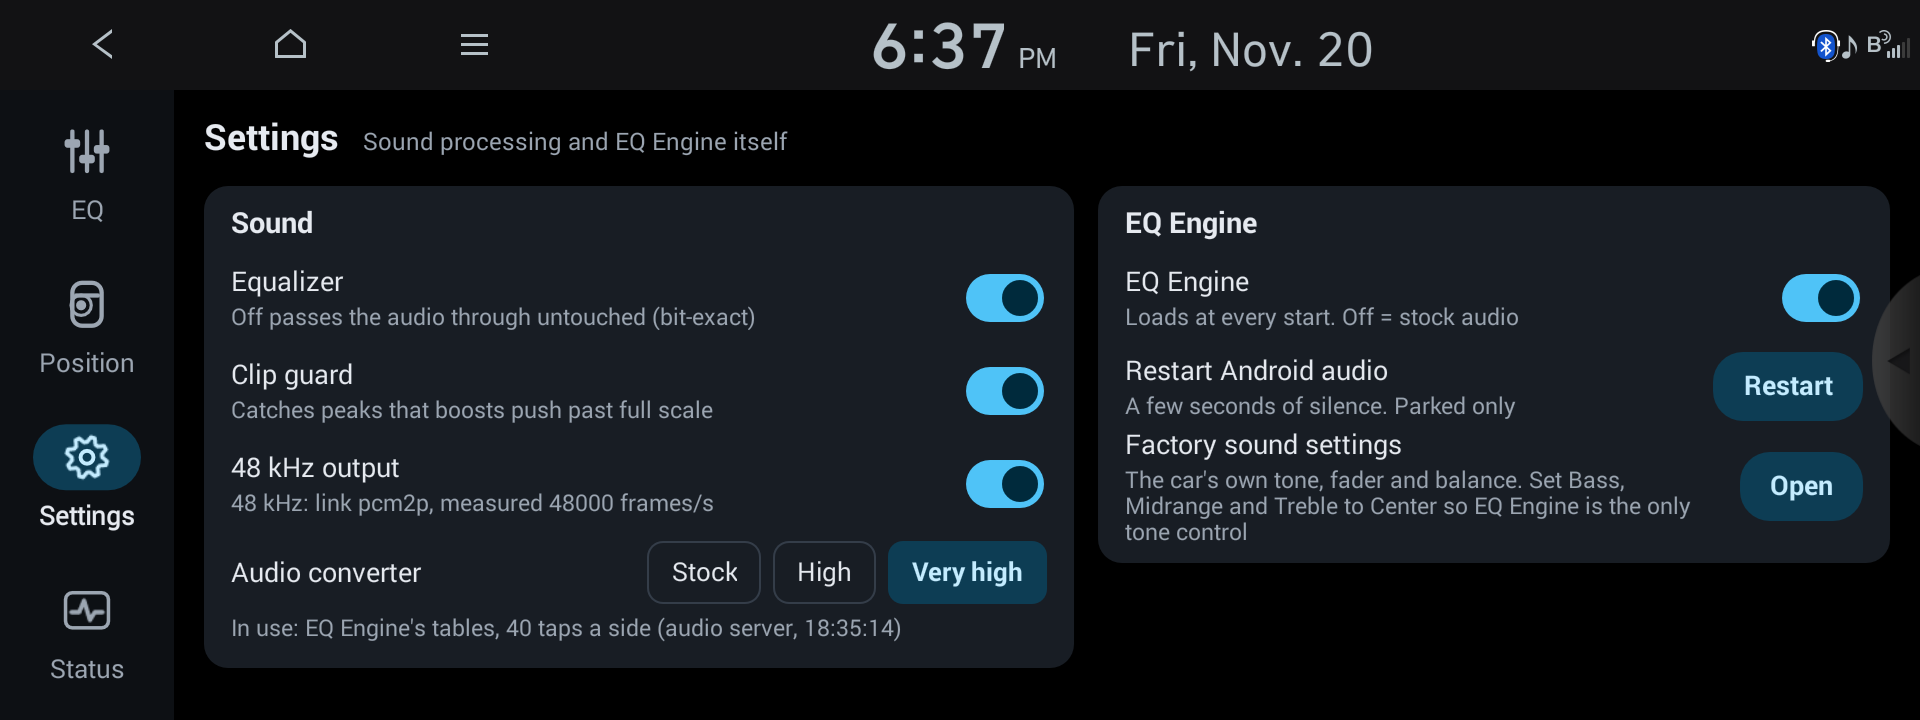 6:37 PM
Fri, Nov. 20
B
EQ
Position
Settings
Status
Settings
Sound processing and EQ Engine itself
Sound
Equalizer
Off passes the audio through untouched (bit-exact)
Clip guard
Catches peaks that boosts push past full scale
48 kHz output
48 kHz: link pcm2p, measured 48000 frames/s
Audio converter
Stock
High
Very high
In use: EQ Engine's tables, 40 taps a side (audio server, 18:35:14)
EQ Engine
EQ Engine
Loads at every start. Off = stock audio
Restart Android audio
A few seconds of silence. Parked only
Restart
Factory sound settings
The car's own tone, fader and balance. Set Bass,
Midrange and Treble to Center so EQ Engine is the only
tone control
Open